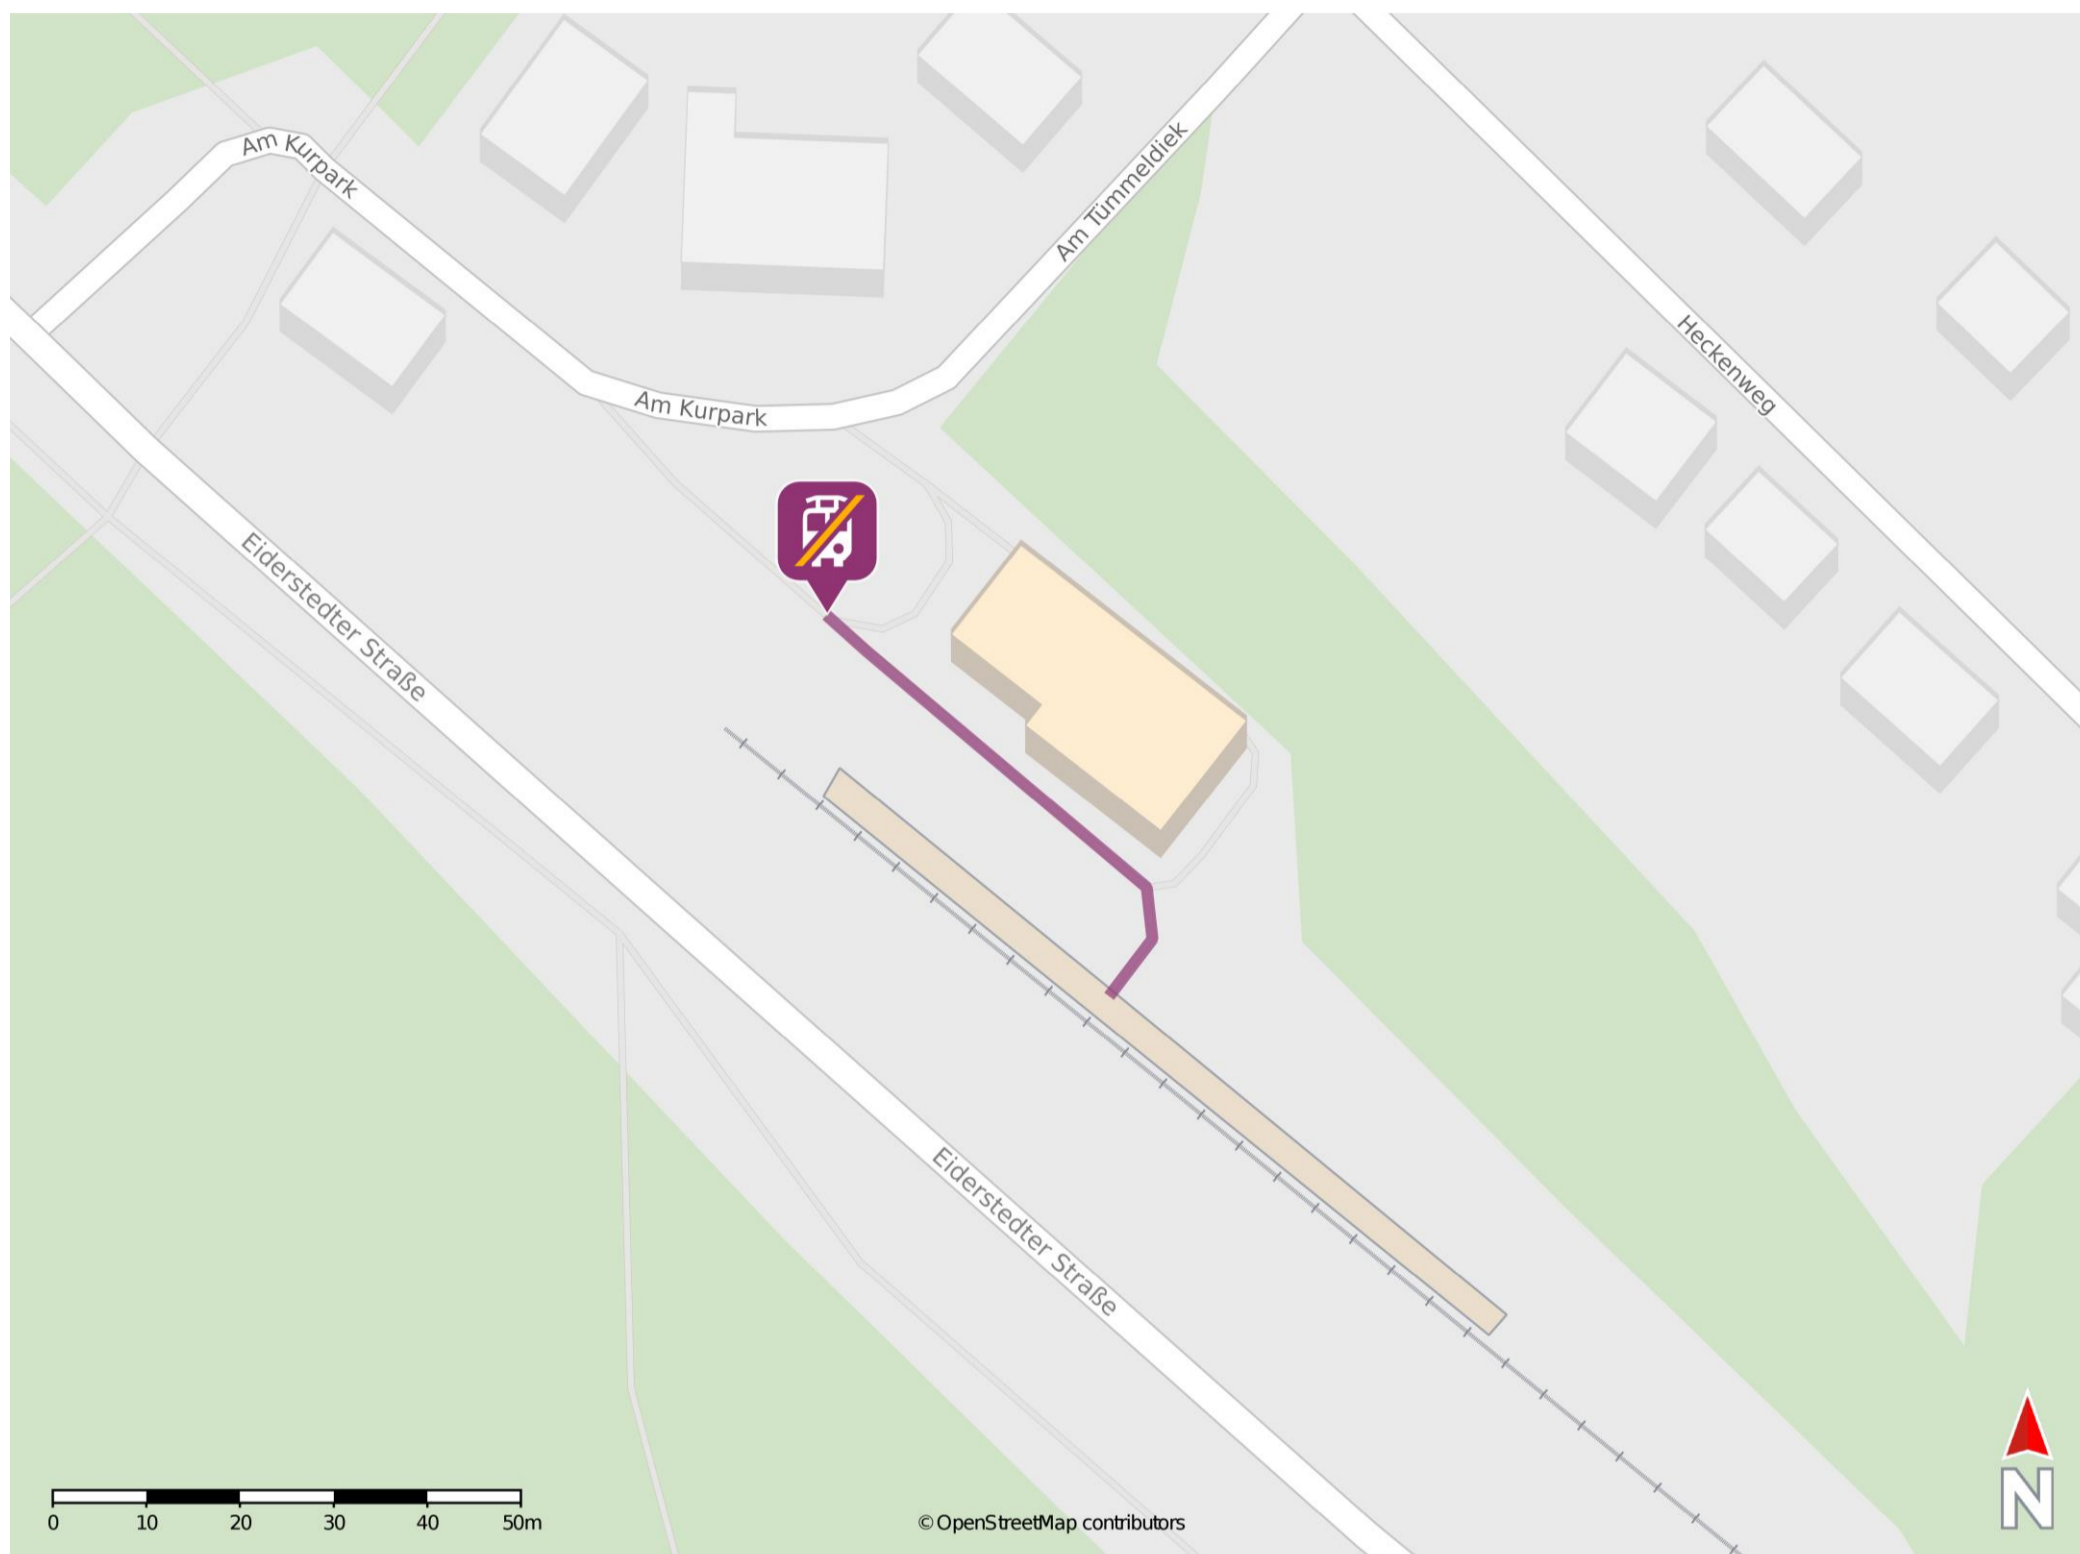 Am Kurpark
Am Tümmeldiek
Heckenweg
Am Kurpark
Eiderstedter Straße
Eiderstedter Straße
0 10 20 30 40 50m
© OpenStreetMap contributors
N